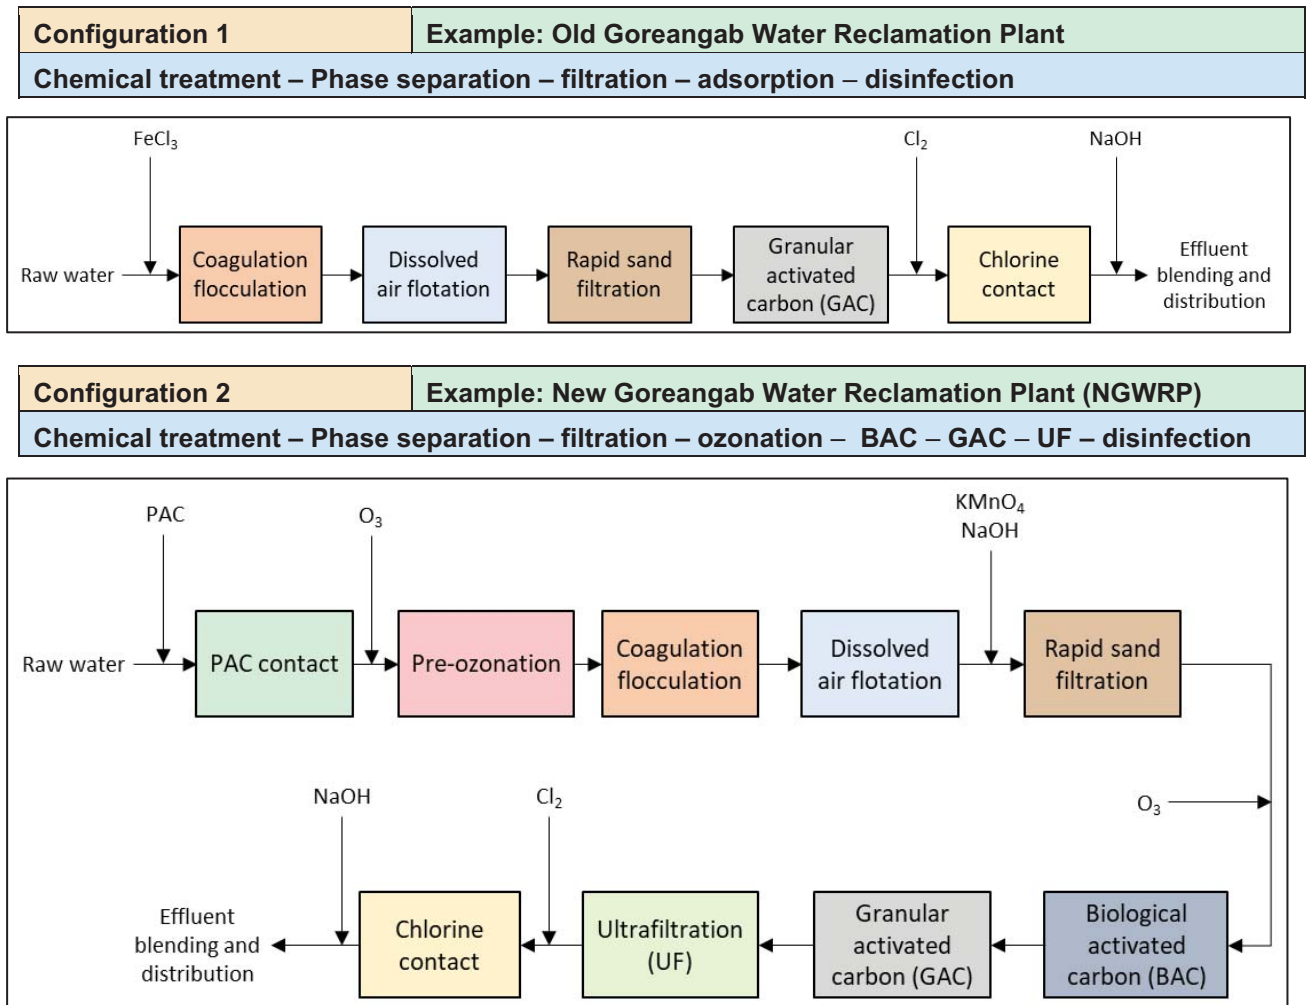 Configuration 1
Example: Old Goreangab Water Reclamation Plant
Chemical treatment – Phase separation – filtration – adsorption – disinfection
FeCl₃
Cl₂
NaOH
Raw water
Coagulation
flocculation
Dissolved
air flotation
Rapid sand
filtration
Granular
activated
carbon (GAC)
Chlorine
contact
Effluent
blending and
distribution
Configuration 2
Example: New Goreangab Water Reclamation Plant (NGWRP)
Chemical treatment – Phase separation – filtration – ozonation – BAC – GAC – UF – disinfection
PAC
O₃
KMnO₄
NaOH
Raw water
PAC contact
Pre-ozonation
Coagulation
flocculation
Dissolved
air flotation
Rapid sand
filtration
O₃
NaOH
Cl₂
Effluent
blending and
distribution
Chlorine
contact
Ultrafiltration
(UF)
Granular
activated
carbon (GAC)
Biological
activated
carbon (BAC)